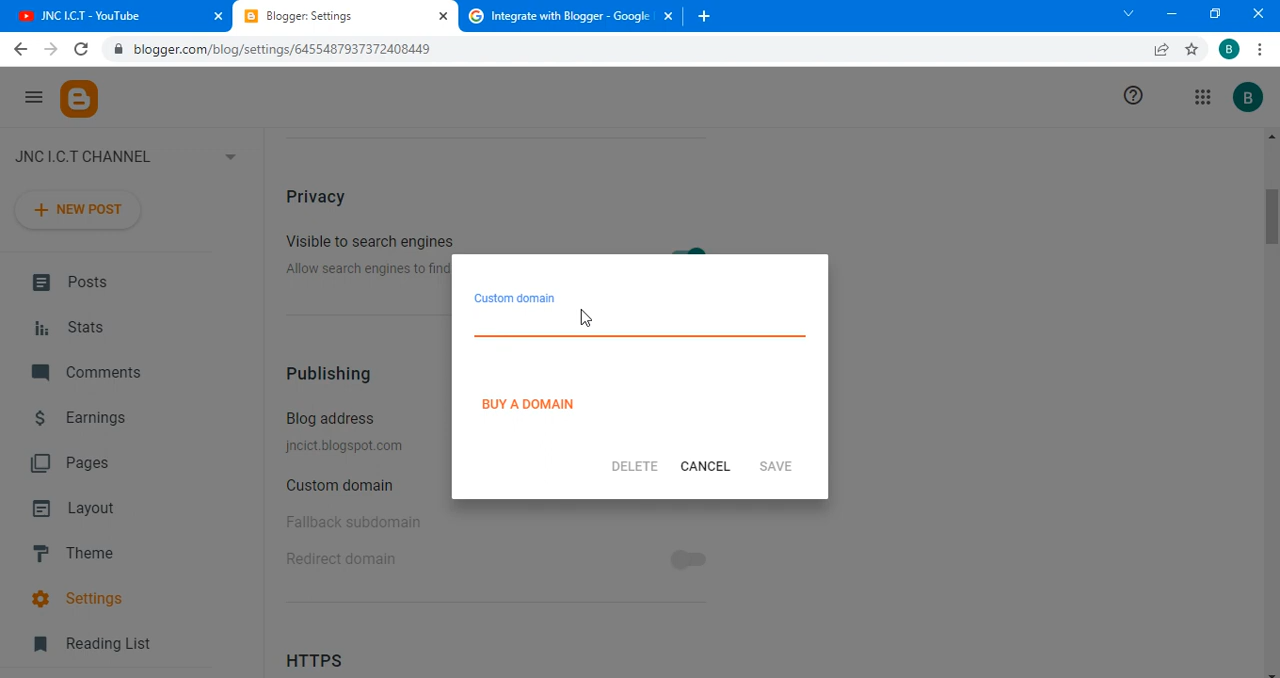 JNC I.C.T - YouTube
Blogger: Settings
Integrate with Blogger - Google
blogger.com/blog/settings/6455487937372408449
B
B
JNC I.C.T CHANNEL
NEW POST
Posts
Stats
Comments
Earnings
Pages
Layout
Theme
Settings
Reading List
Privacy
Visible to search engines
Allow search engines to find
Publishing
Blog address
jncict.blogspot.com
Custom domain
Fallback subdomain
Redirect domain
HTTPS
Custom domain
BUY A DOMAIN
DELETE CANCEL SAVE